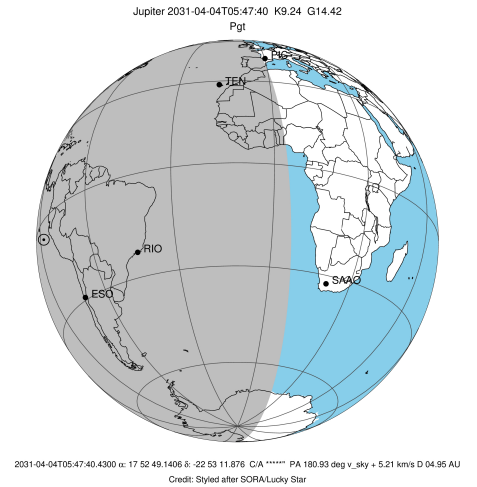 Jupiter 2031-04-04T05:47:40 K9.24 G14.42
Pgt
PIC
TEN
RIO
SAAO
ESO
2031-04-04T05:47:40.4300 α: 17 52 49.1406 δ: -22 53 11.876 C/A *****" PA 180.93 deg v_sky + 5.21 km/s D 04.95 AU
Credit: Styled after SORA/Lucky Star